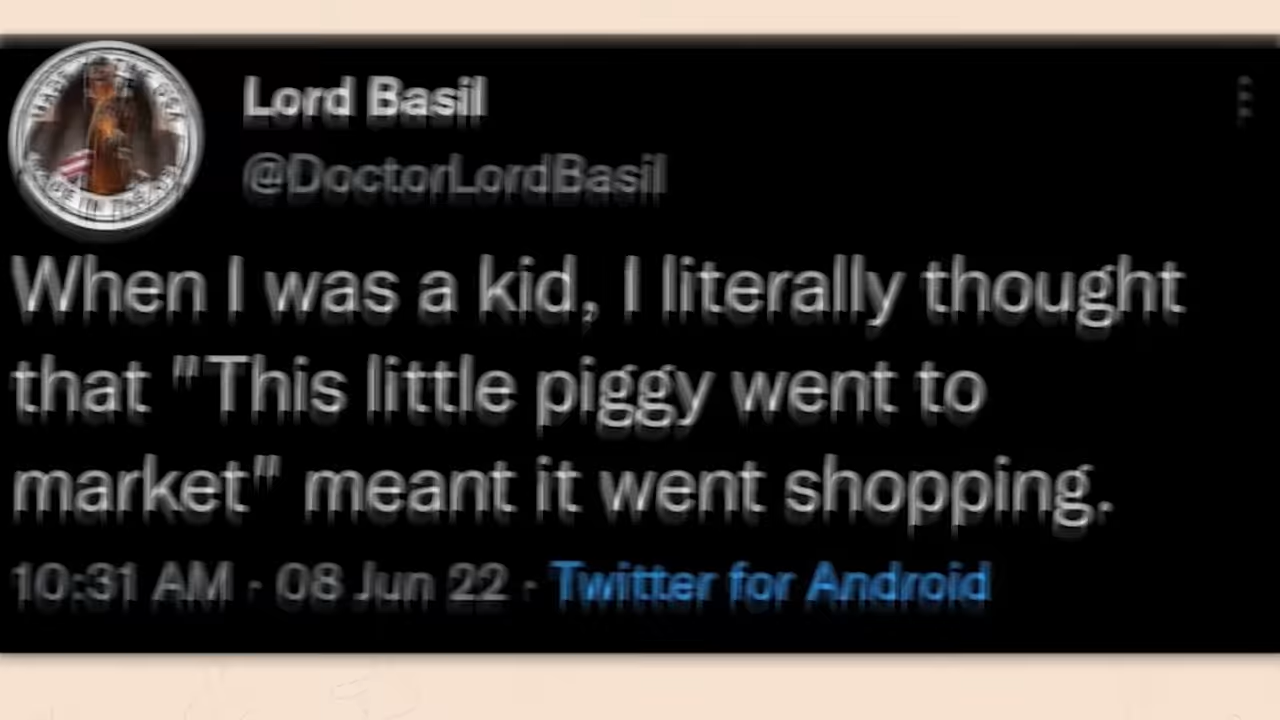 Lord Basil
@DoctorLordBasil
When I was a kid, I literally thought
that "This little piggy went to
market" meant it went shopping.
10:31 AM · 08 Jun 22 · Twitter for Android